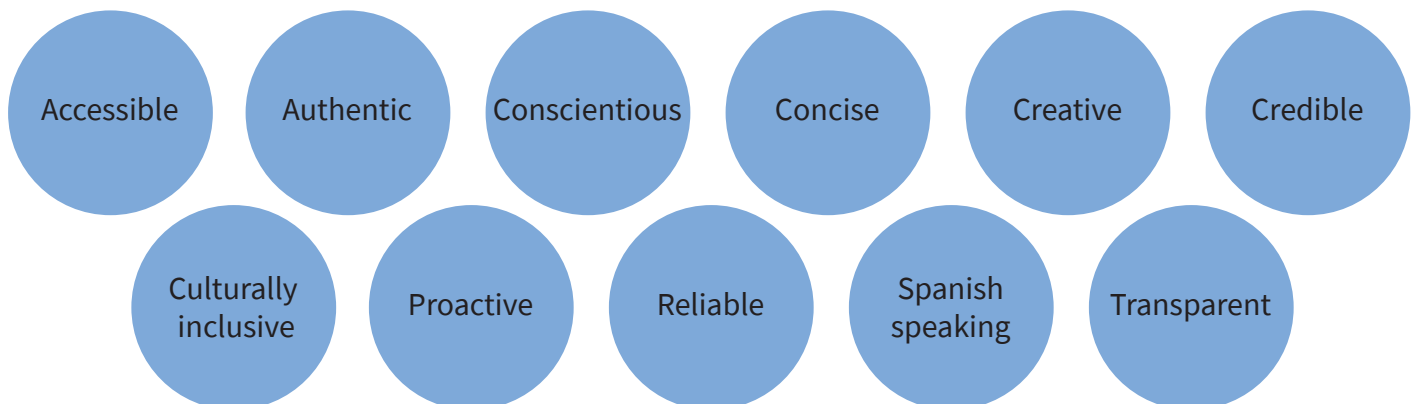 Accessible
Authentic
Conscientious
Concise
Creative
Credible
Culturally
inclusive
Proactive
Reliable
Spanish
speaking
Transparent